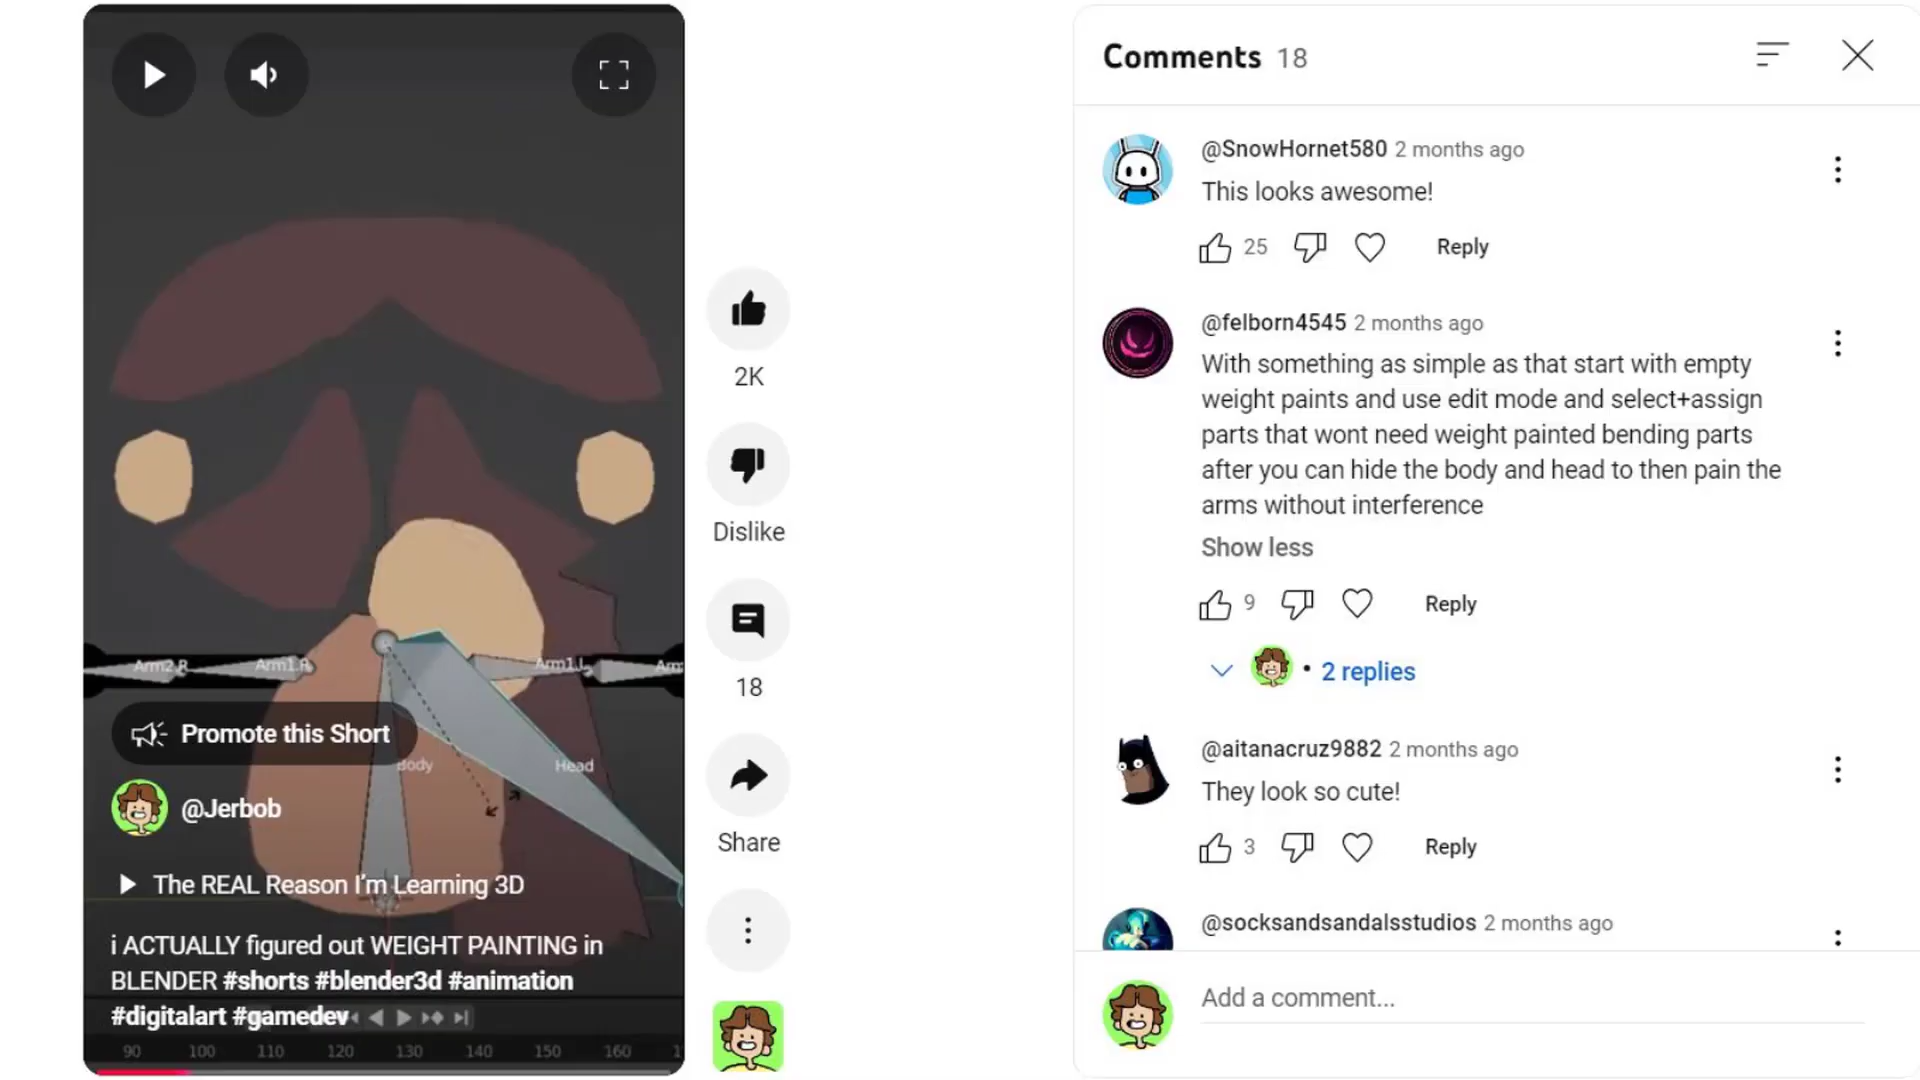 Arm2.R
Arm1.R
Arm1.L
Arm
Promote this Short
Body
Head
@Jerbob
The REAL Reason I'm Learning 3D
i ACTUALLY figured out WEIGHT PAINTING in
BLENDER #shorts #blender3d #animation
#digitalart #gamedev
90 100 110 120 130 140 150 160 1
2K
Dislike
18
Share
Comments 18
@SnowHornet580 2 months ago
This looks awesome!
25 Reply
@felborn4545 2 months ago
With something as simple as that start with empty
weight paints and use edit mode and select+assign
parts that wont need weight painted bending parts
after you can hide the body and head to then pain the
arms without interference
Show less
9 Reply
• 2 replies
@aitanacruz9882 2 months ago
They look so cute!
3 Reply
@socksandsandalsstudios 2 months ago
Add a comment...